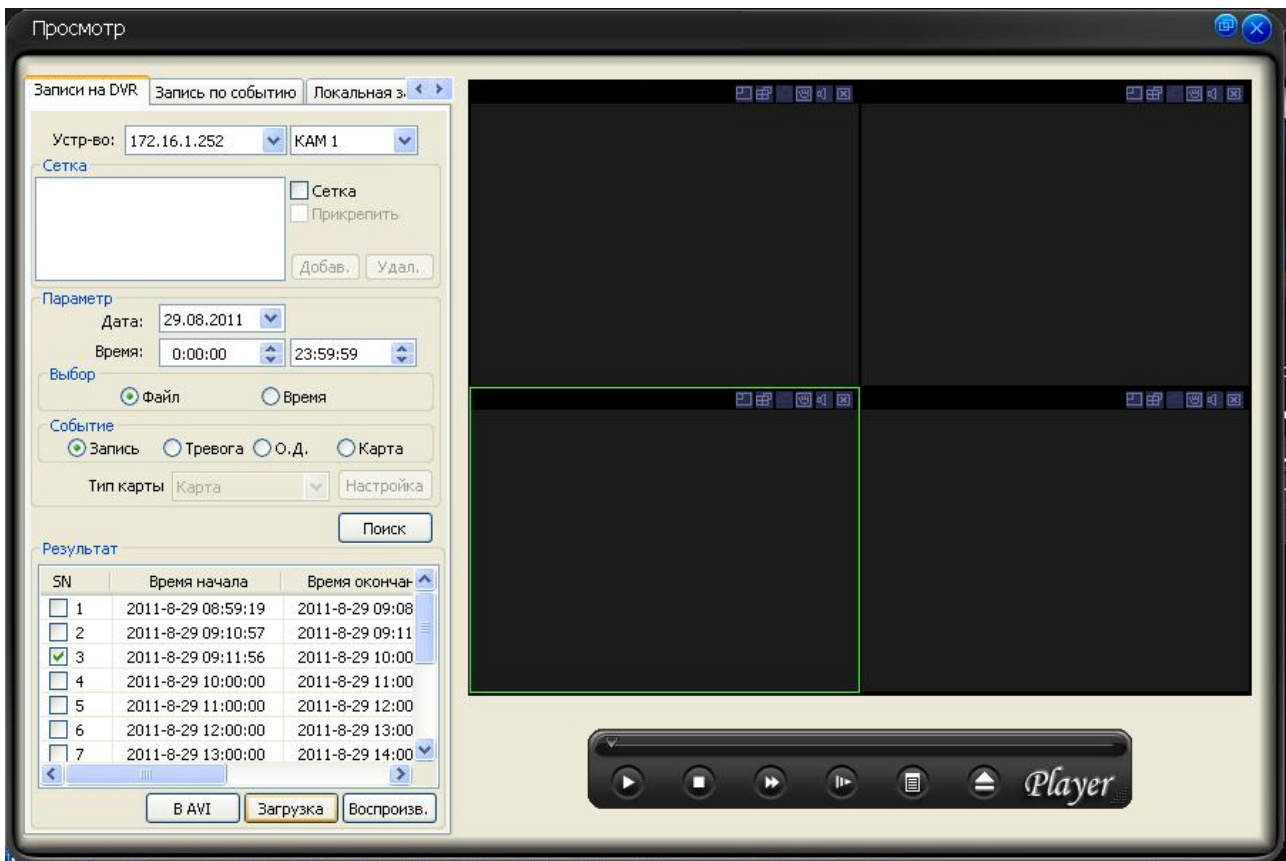 Просмотр
Записи на DVR Запись по событию Локальная з
Устр-во: 172.16.1.252 КАМ 1
Сетка
Сетка
Прикрепить
Добав. Удал.
Параметр
Дата: 29.08.2011
Время: 0:00:00 23:59:59
Выбор
Файл Время
Событие
Запись Тревога О.Д. Карта
Тип карты Карта Настройка
Поиск
Результат
SN Время начала Время окончан
1 2011-8-29 08:59:19 2011-8-29 09:08
2 2011-8-29 09:10:57 2011-8-29 09:11
3 2011-8-29 09:11:56 2011-8-29 10:00
4 2011-8-29 10:00:00 2011-8-29 11:00
5 2011-8-29 11:00:00 2011-8-29 12:00
6 2011-8-29 12:00:00 2011-8-29 13:00
7 2011-8-29 13:00:00 2011-8-29 14:00
В AVI Загрузка Воспроизв.
Player